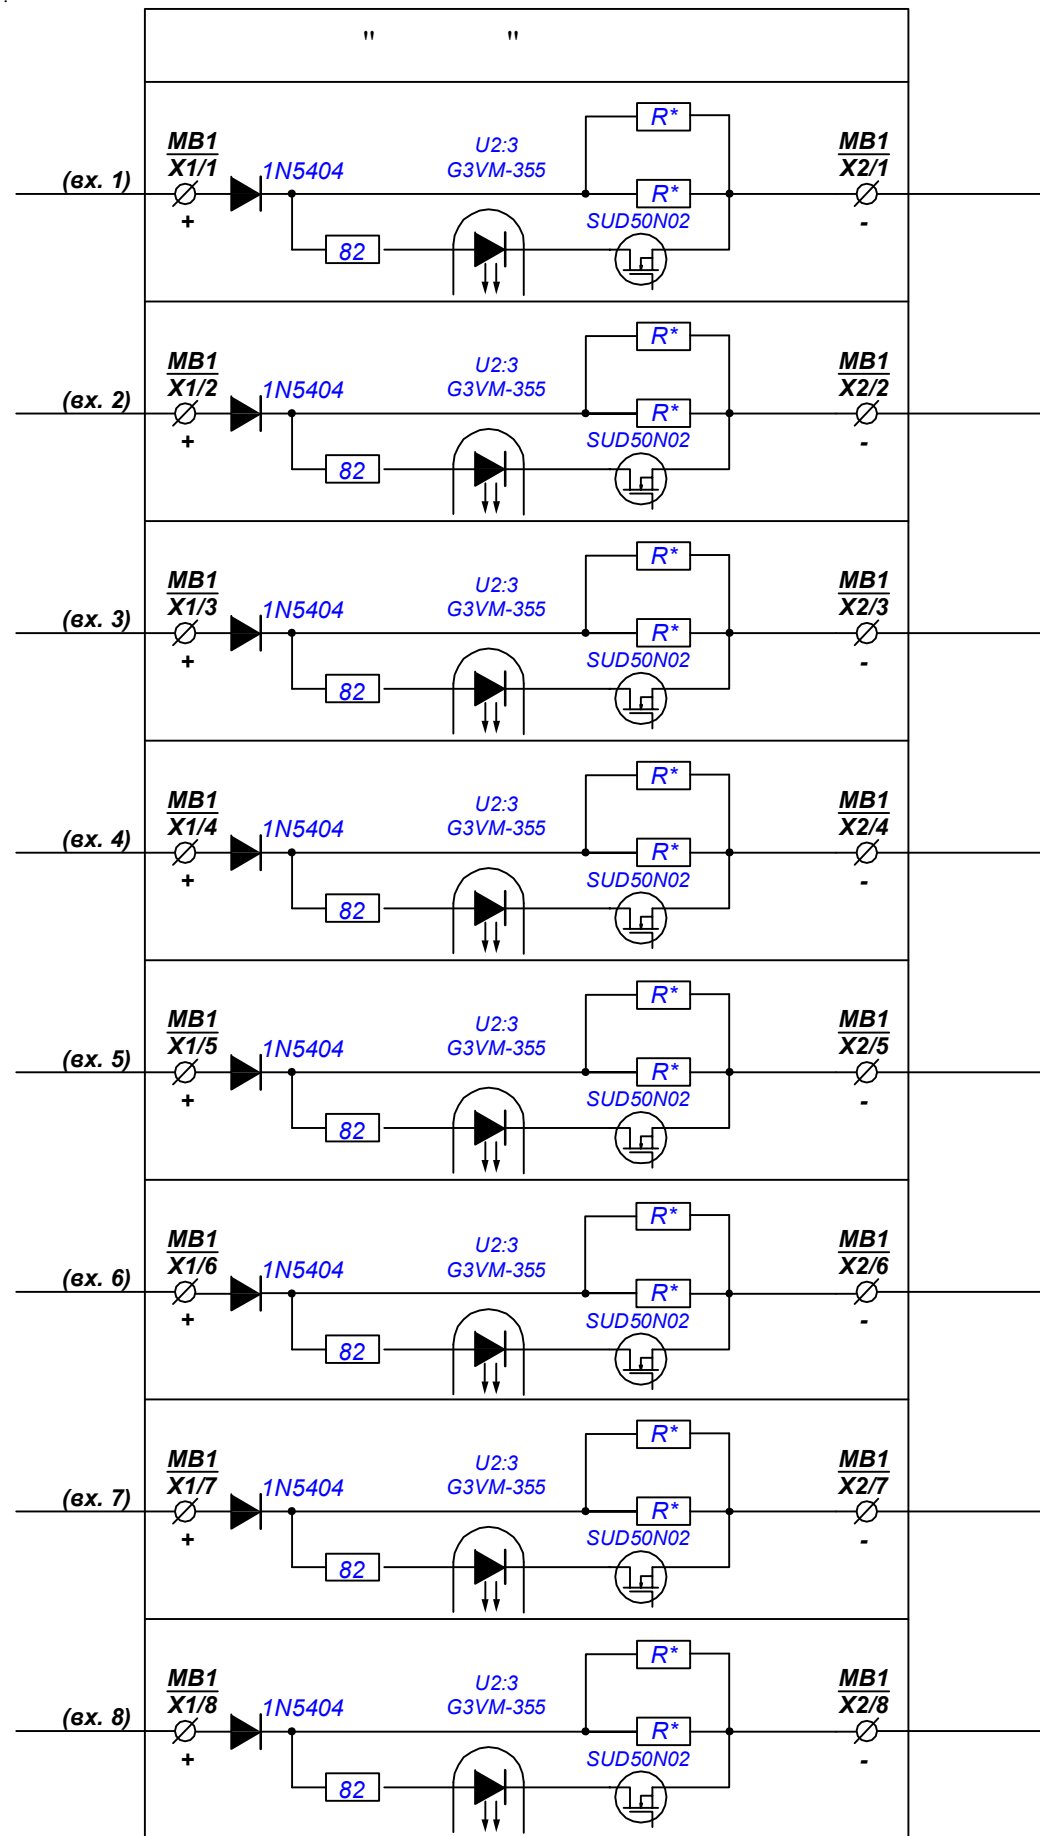 " "
MB1
X1/1
(вх. 1)
+
1N5404
82
U2:3
G3VM-355
R*
R*
SUD50N02
MB1
X2/1
-
MB1
X1/2
(вх. 2)
+
1N5404
82
U2:3
G3VM-355
R*
R*
SUD50N02
MB1
X2/2
-
MB1
X1/3
(вх. 3)
+
1N5404
82
U2:3
G3VM-355
R*
R*
SUD50N02
MB1
X2/3
-
MB1
X1/4
(вх. 4)
+
1N5404
82
U2:3
G3VM-355
R*
R*
SUD50N02
MB1
X2/4
-
MB1
X1/5
(вх. 5)
+
1N5404
82
U2:3
G3VM-355
R*
R*
SUD50N02
MB1
X2/5
-
MB1
X1/6
(вх. 6)
+
1N5404
82
U2:3
G3VM-355
R*
R*
SUD50N02
MB1
X2/6
-
MB1
X1/7
(вх. 7)
+
1N5404
82
U2:3
G3VM-355
R*
R*
SUD50N02
MB1
X2/7
-
MB1
X1/8
(вх. 8)
+
1N5404
82
U2:3
G3VM-355
R*
R*
SUD50N02
MB1
X2/8
-